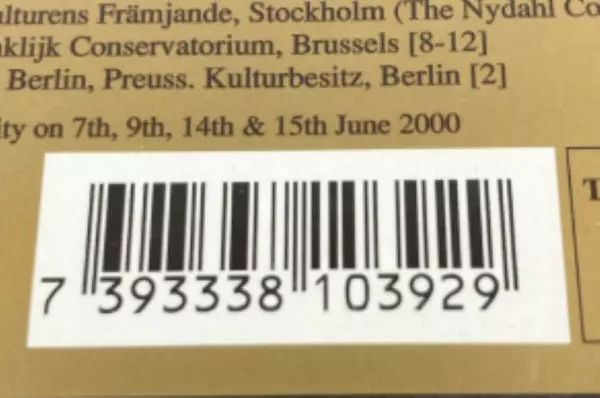 ulturens Främjande, Stockholm (The Nydahl Co
klijk Conservatorium, Brussels [8-12]
Berlin, Preuss. Kulturbesitz, Berlin [2]
ity on 7th, 9th, 14th & 15th June 2000
T
7 393338 103929